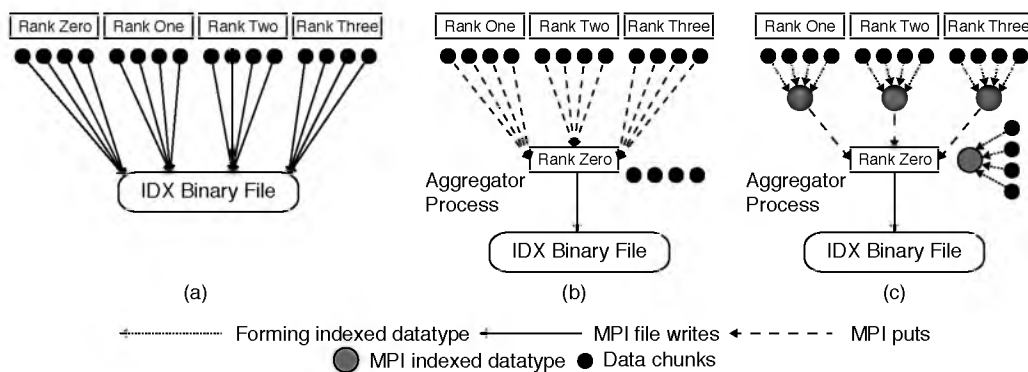 Rank Zero Rank One Rank Two Rank Three
IDX Binary File
(a)
Rank One Rank Two Rank Three
Rank Zero
Aggregator
Process
IDX Binary File
(b)
Rank One Rank Two Rank Three
Rank Zero
Aggregator
Process
IDX Binary File
(c)
Forming indexed datatype MPI file writes MPI puts
MPI indexed datatype Data chunks